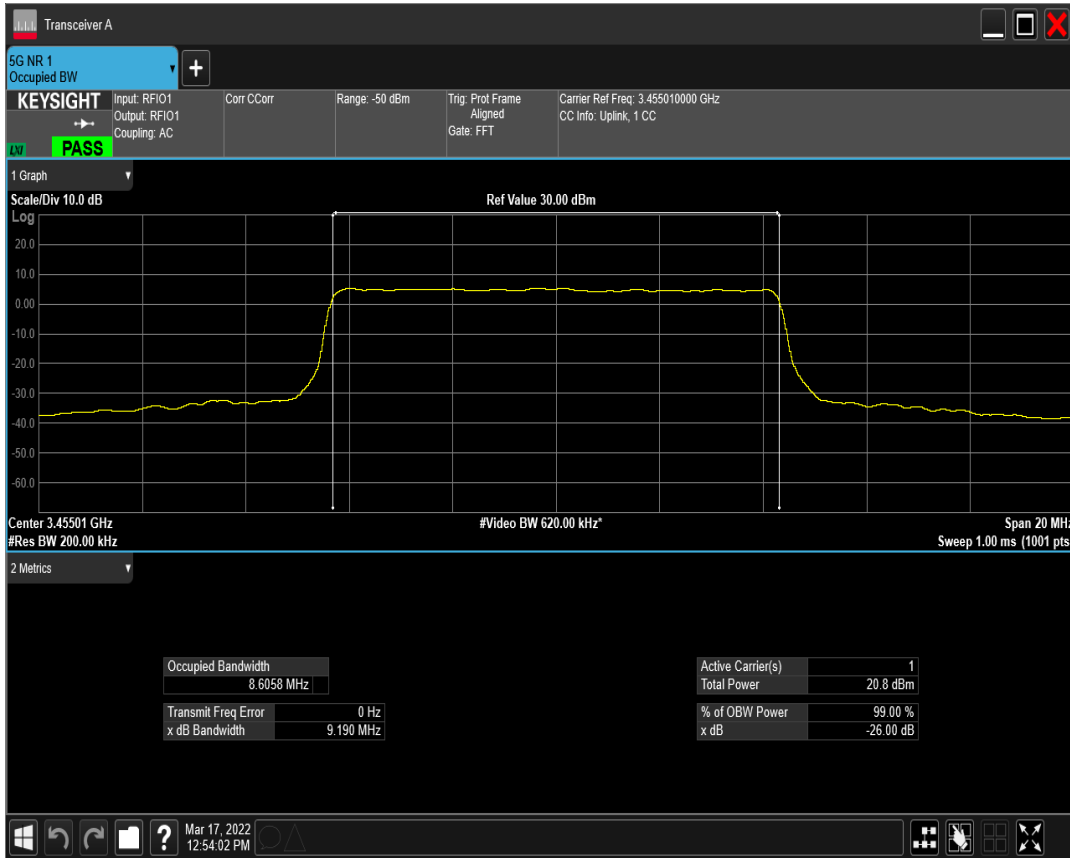 Transceiver A
5G NR 1
Occupied BW
+
KEYSIGHT
LXI
PASS
Input: RFIO1
Output: RFIO1
Coupling: AC
Corr CCorr
Range: -50 dBm
Trig: Prot Frame
Aligned
Gate: FFT
Carrier Ref Freq: 3.455010000 GHz
CC Info: Uplink, 1 CC
1 Graph
Scale/Div 10.0 dB
Ref Value 30.00 dBm
Log
20.0
10.0
0.00
-10.0
-20.0
-30.0
-40.0
-50.0
-60.0
Center 3.45501 GHz
#Video BW 620.00 kHz*
Span 20 MHz
#Res BW 200.00 kHz
Sweep 1.00 ms (1001 pts
2 Metrics
Occupied Bandwidth
8.6058 MHz
Transmit Freq Error 0 Hz
x dB Bandwidth 9.190 MHz
Active Carrier(s) 1
Total Power 20.8 dBm
% of OBW Power 99.00 %
x dB -26.00 dB
?
Mar 17, 2022
12:54:02 PM